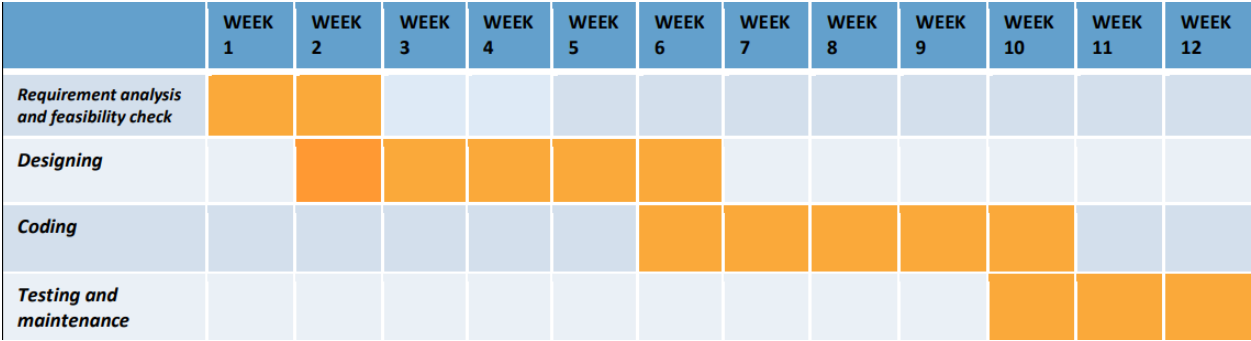 WEEK WEEK WEEK WEEK WEEK WEEK WEEK WEEK WEEK WEEK WEEK WEEK
1 2 3 4 5 6 7 8 9 10 11 12
Requirement analysis
and feasibility check
Designing
Coding
Testing and
maintenance